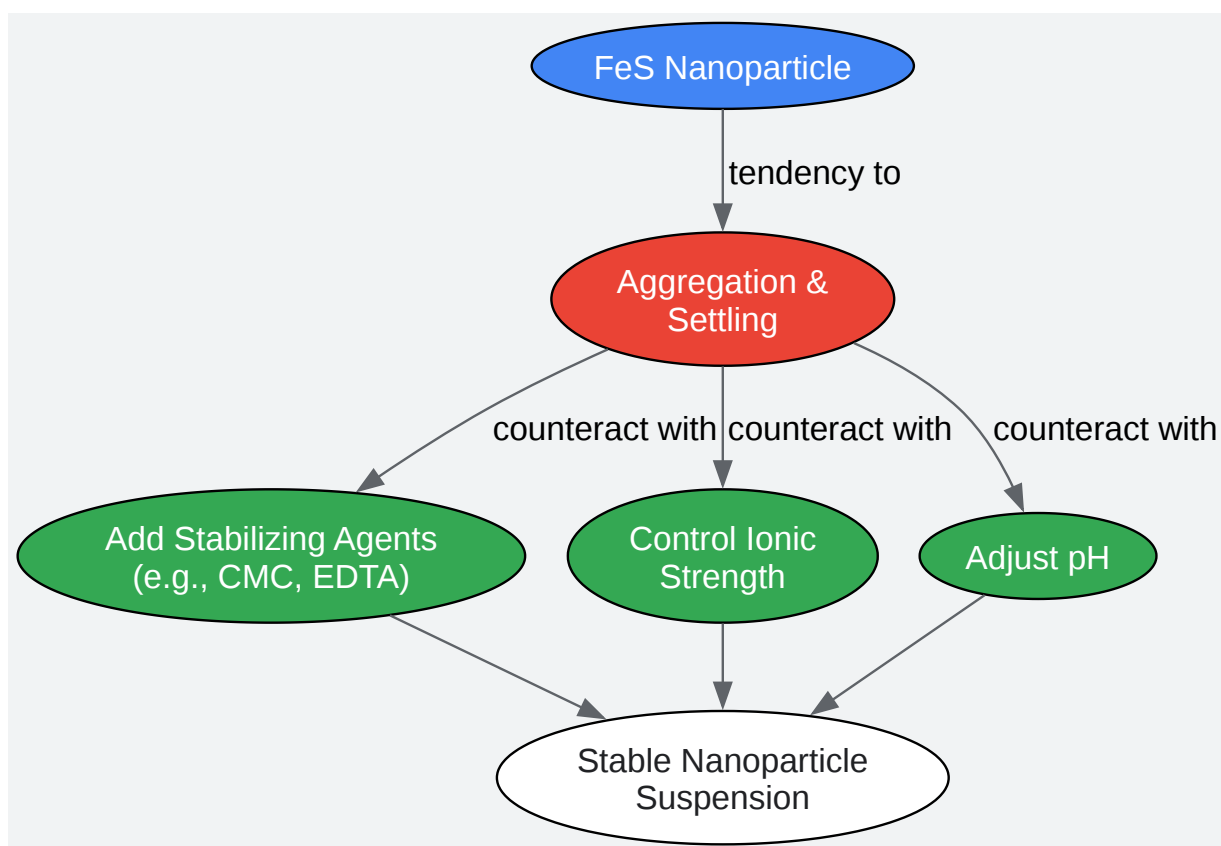 FeS Nanoparticle
tendency to
Aggregation &
Settling
counteract with
counteract with
counteract with
Add Stabilizing Agents
(e.g., CMC, EDTA)
Control Ionic
Strength
Adjust pH
Stable Nanoparticle
Suspension